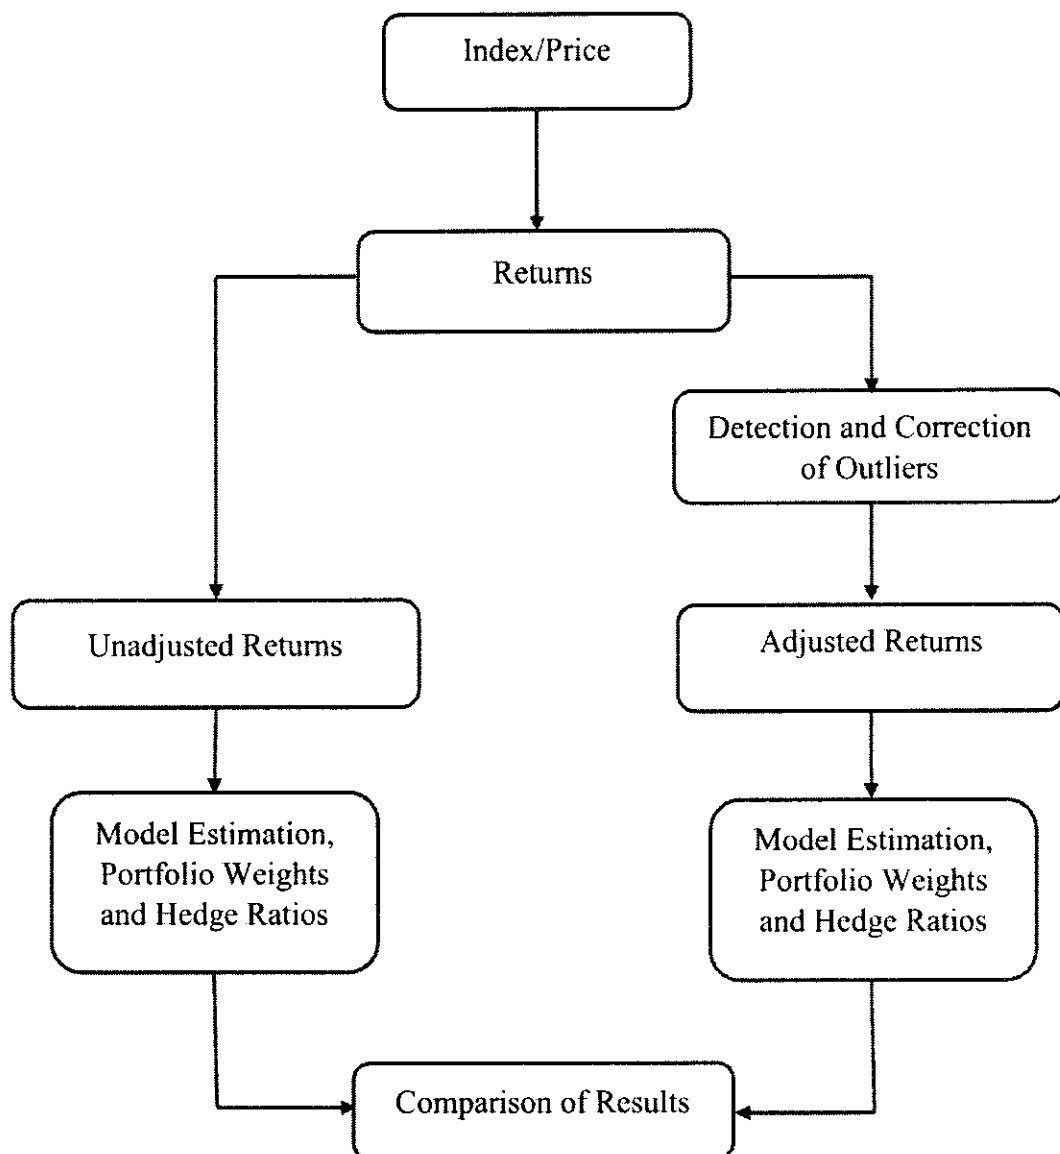 Index/Price
Returns
Detection and Correction
of Outliers
Unadjusted Returns
Adjusted Returns
Model Estimation,
Portfolio Weights
and Hedge Ratios
Model Estimation,
Portfolio Weights
and Hedge Ratios
Comparison of Results